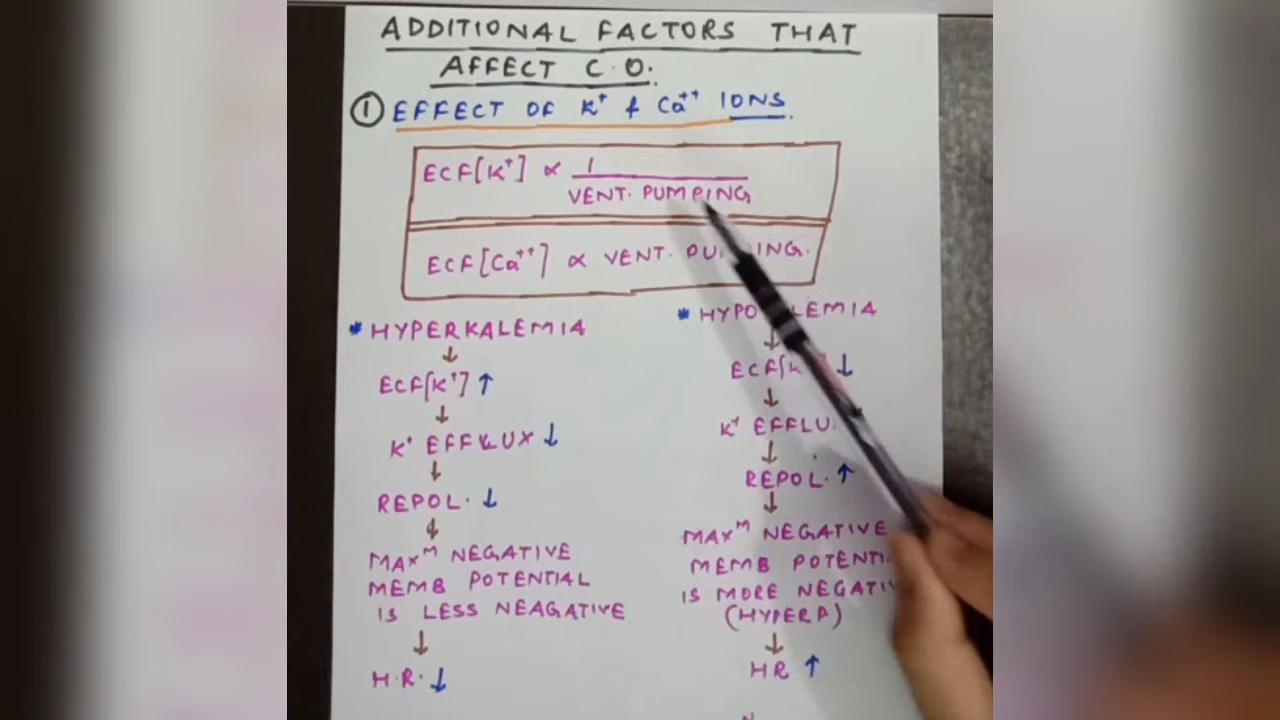 ADDITIONAL FACTORS THAT
AFFECT C.O.
① EFFECT OF K⁺ & Ca⁺⁺ IONS.
ECF[K⁺] ∝ 1
VENT. PUMPING
ECF[Ca⁺⁺] ∝ VENT.
* HYPERKALEMIA
↓
ECF[K⁺] ↑
↓
K⁺ EFFLUX ↓
↓
REPOL. ↓
↓
MAXᴹ NEGATIVE
MEMB POTENTIAL
IS LESS NEAGATIVE
↓
H.R. ↓
*
↓
↓
↓
K⁺
↓
REPOL. ↑
↓
MAXᴹ NEGATIVE
MEMB
IS MORE
(HYPERP)
↓
HR ↑